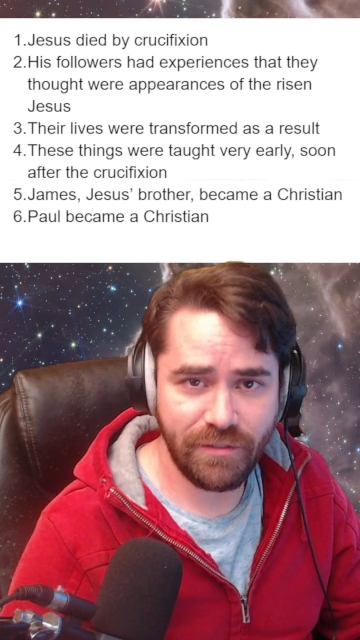 1.Jesus died by crucifixion
2.His followers had experiences that they
thought were appearances of the risen
Jesus
3.Their lives were transformed as a result
4.These things were taught very early, soon
after the crucifixion
5.James, Jesus’ brother, became a Christian
6.Paul became a Christian